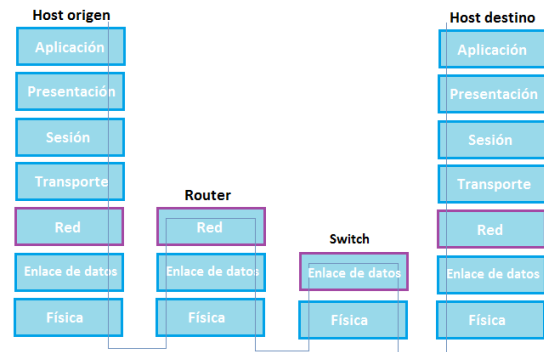 Host origen
Aplicación
Presentación
Sesión
Transporte
Red
Enlace de datos
Física
Router
Red
Enlace de datos
Física
Switch
Enlace de datos
Física
Host destino
Aplicación
Presentación
Sesión
Transporte
Red
Enlace de datos
Física